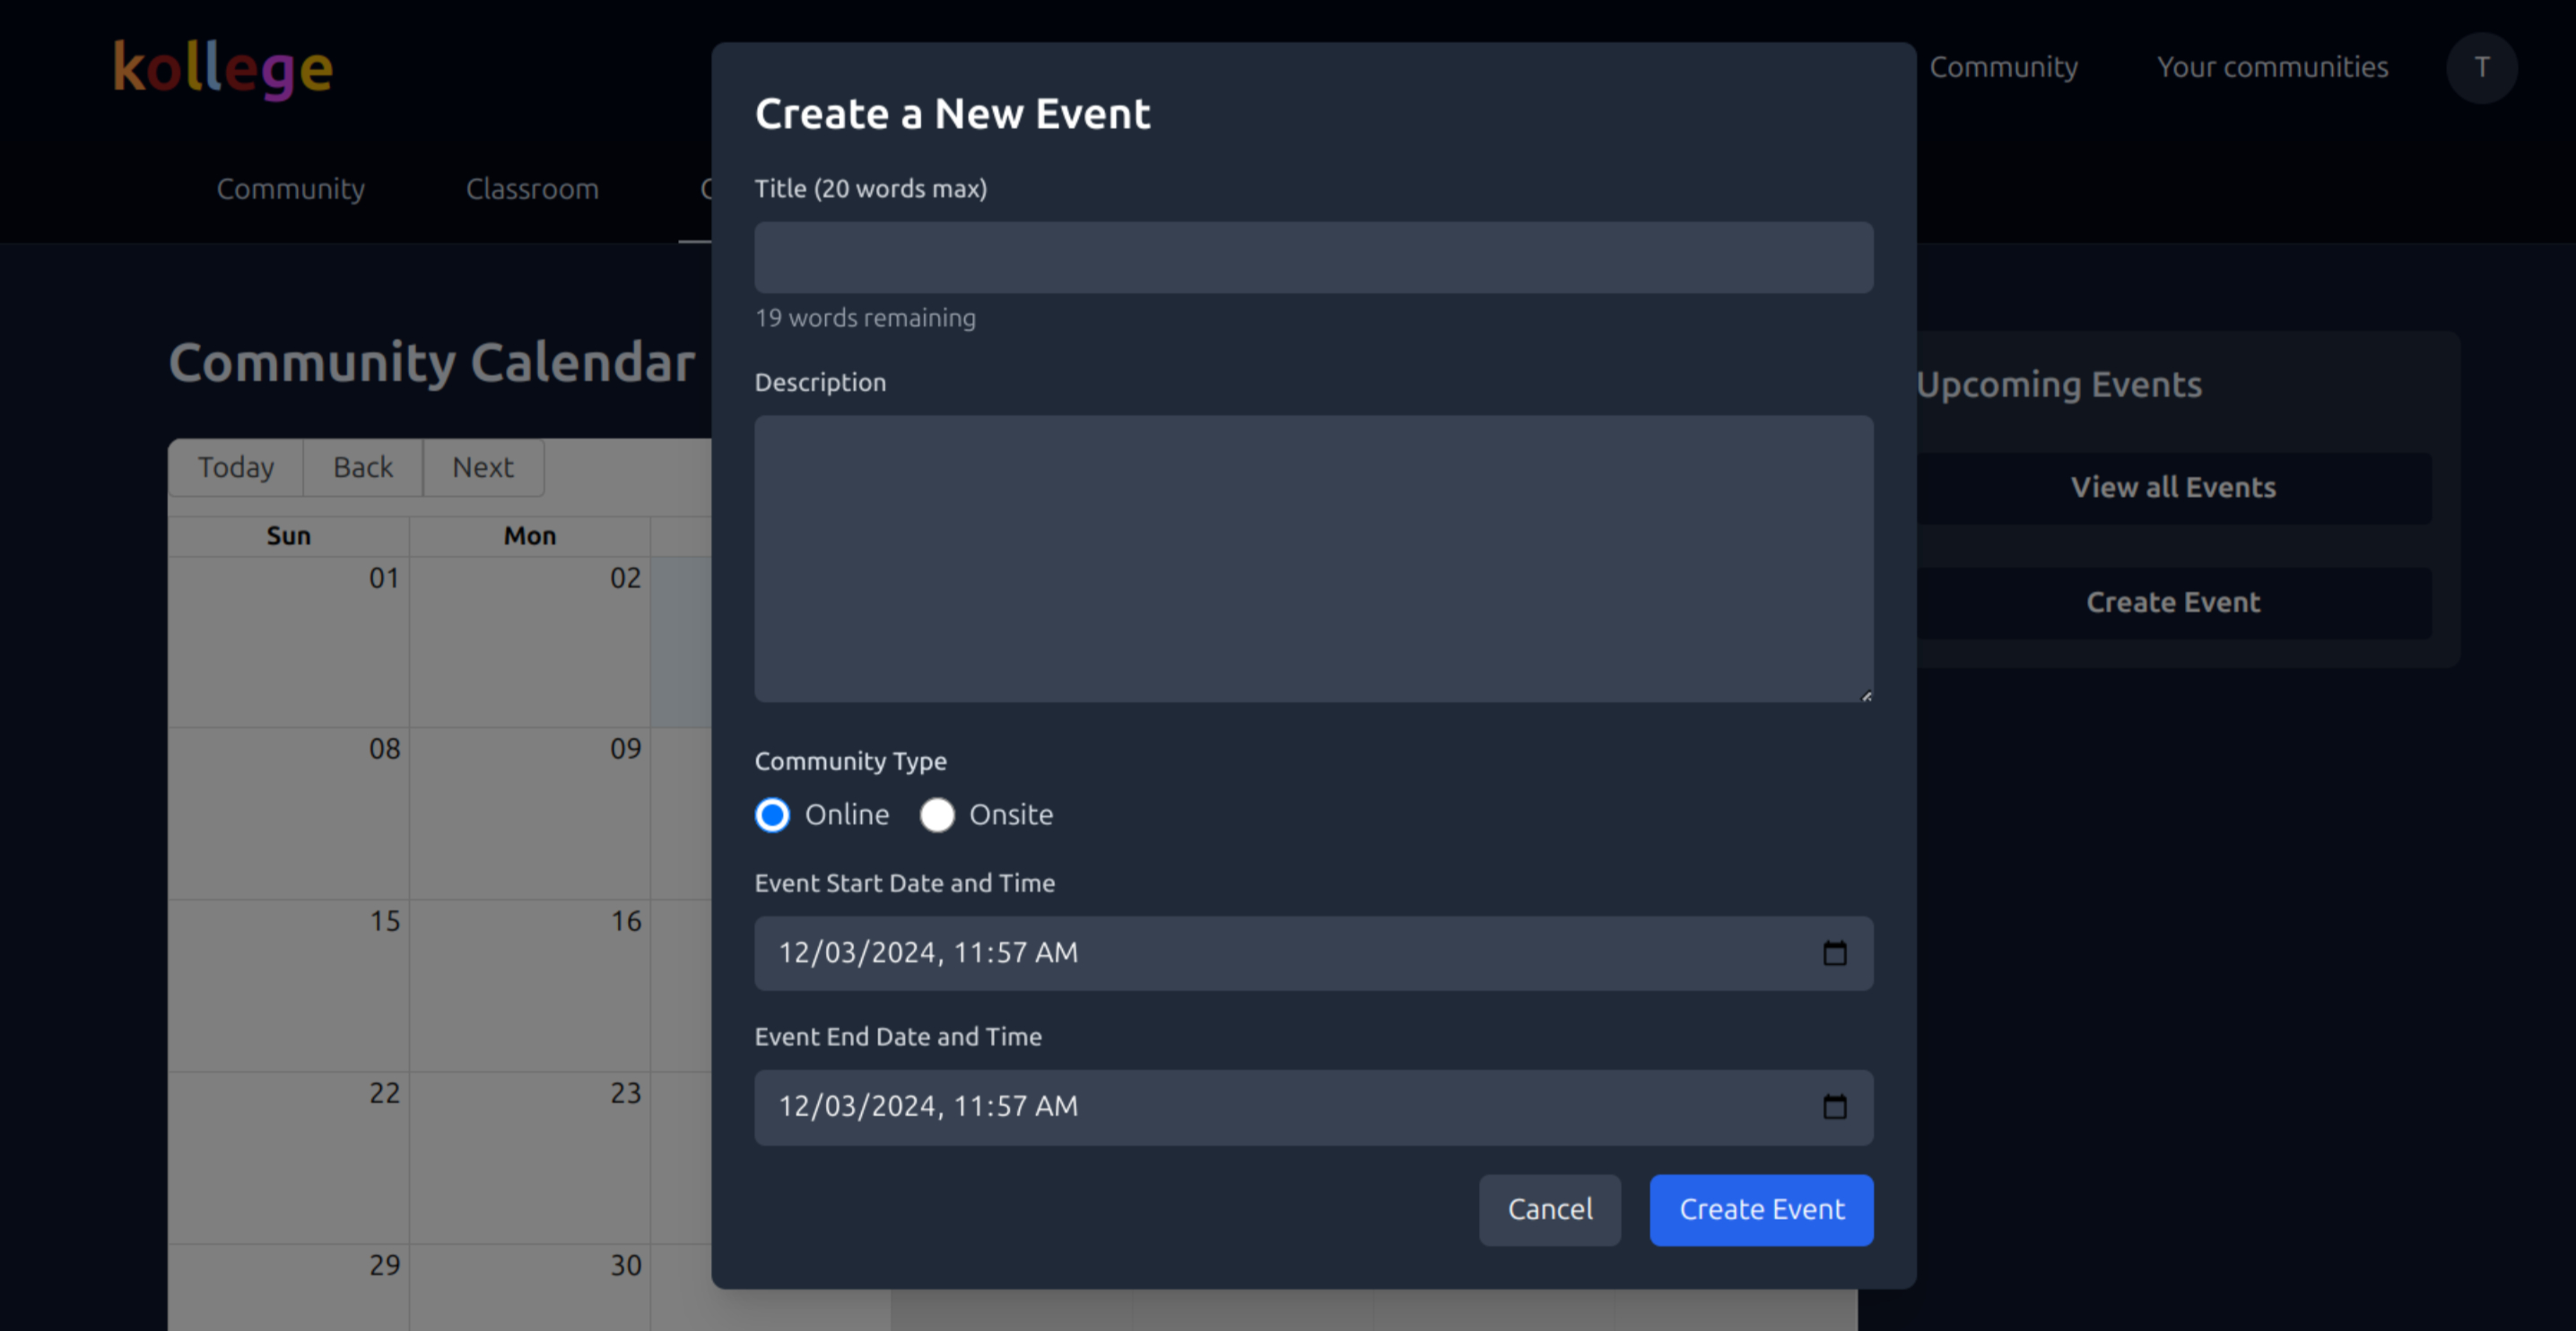 kollege
Community Your communities T
Community Classroom
Create a New Event
Title (20 words max)
19 words remaining
Description
Community Type
Online Onsite
Event Start Date and Time
12/03/2024, 11:57 AM
Event End Date and Time
12/03/2024, 11:57 AM
Cancel Create Event
Community Calendar
Today Back Next
Sun Mon
01 02
08 09
15 16
22 23
29 30
Upcoming Events
View all Events
Create Event